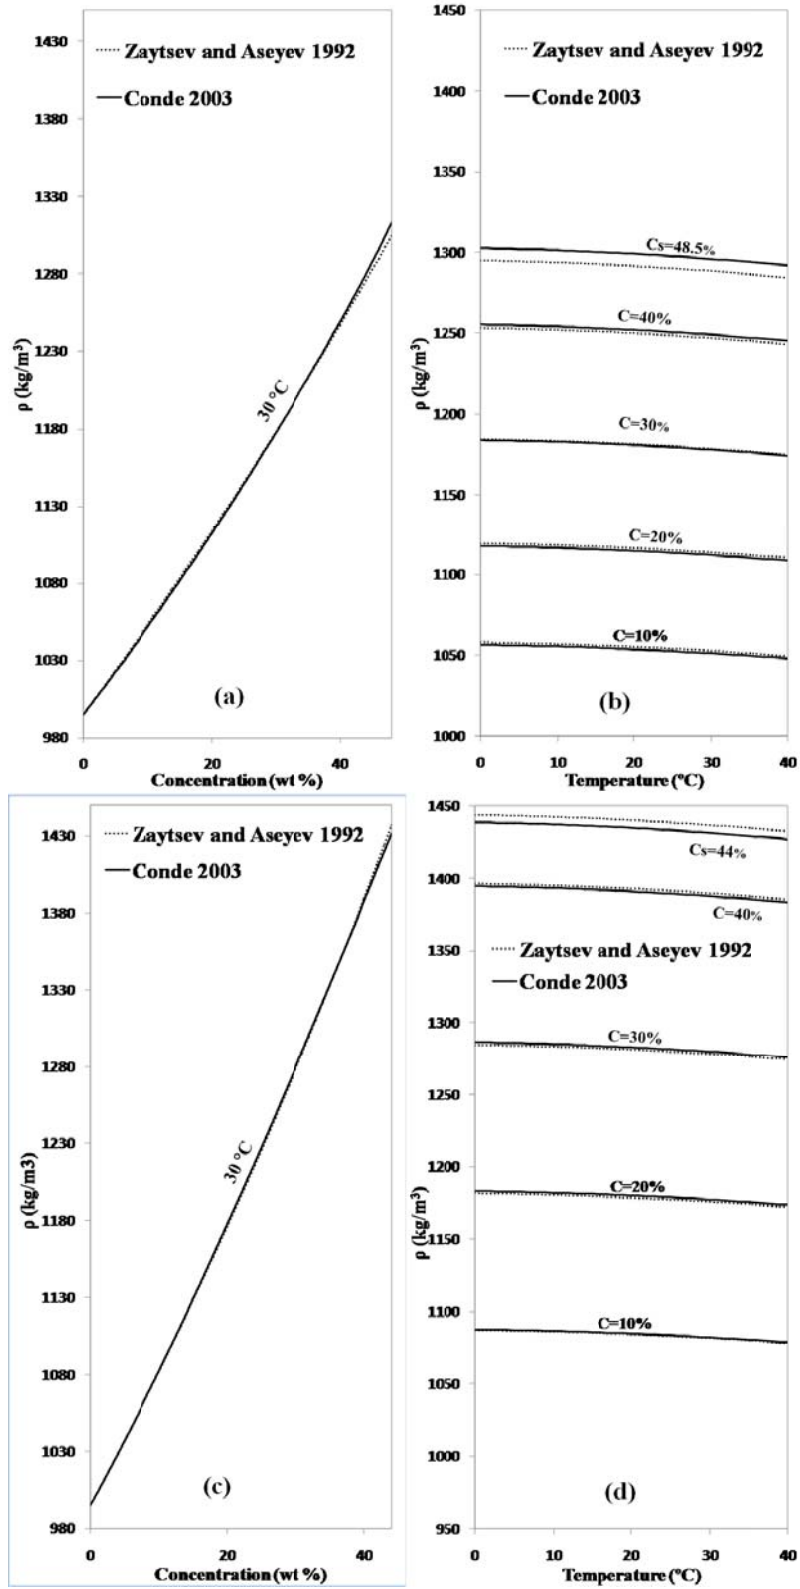 1430
1380
1330
1280
1230
1180
1130
1080
1030
980
ρ (kg/m³)
Zaytsev and Aseyev 1992
Conde 2003
30 °C
(a)
0
20
40
Concentration (wt %)
1450
1400
1350
1300
1250
1200
1150
1100
1050
1000
ρ (kg/m³)
Zaytsev and Aseyev 1992
Conde 2003
Cs=48.5%
C=40%
C=30%
C=20%
C=10%
(b)
0
10
20
30
40
Temperature (°C)
1430
1380
1330
1280
1230
1180
1130
1080
1030
980
ρ (kg/m3)
Zaytsev and Aseyev 1992
Conde 2003
30 °C
(c)
0
20
40
Concentration (wt %)
1450
1400
1350
1300
1250
1200
1150
1100
1050
1000
950
ρ (kg/m³)
Cs=44%
C=40%
Zaytsev and Aseyev 1992
Conde 2003
C=30%
C=20%
C=10%
(d)
0
10
20
30
40
Temperature (°C)